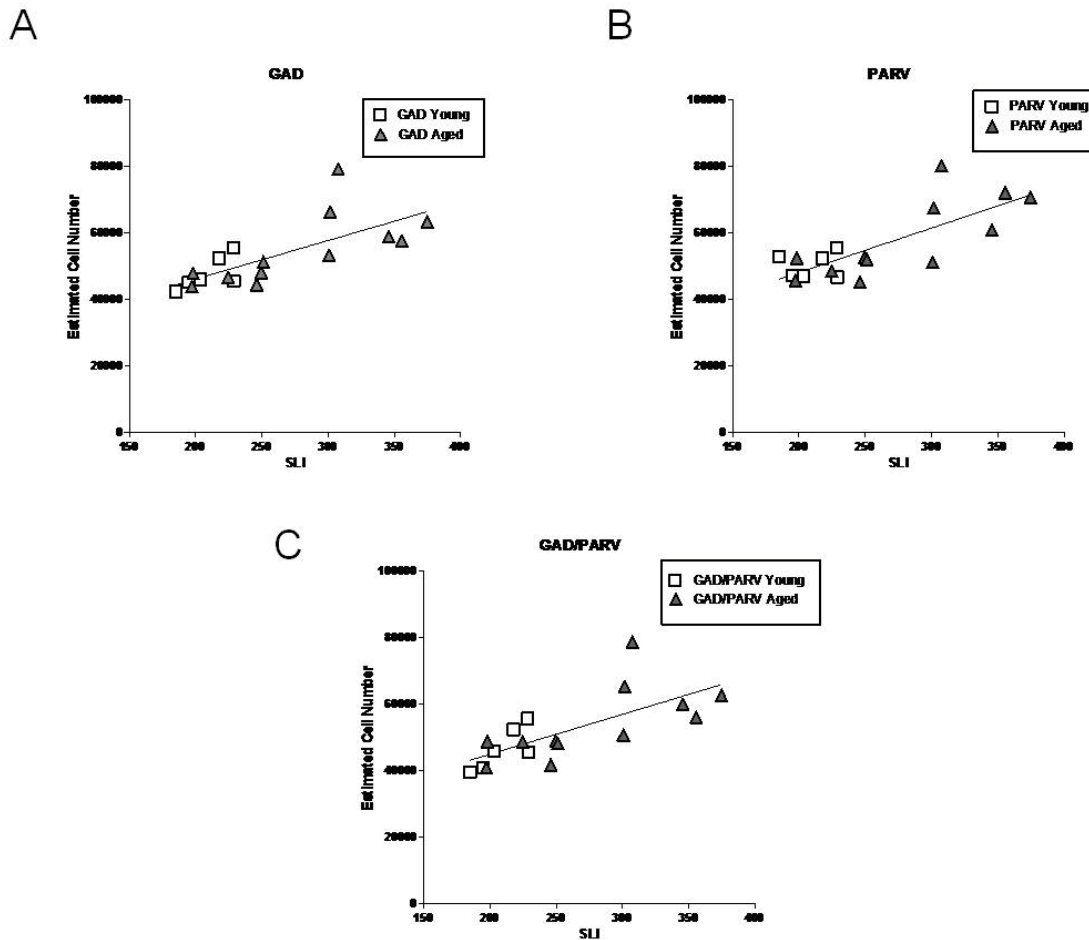 A
GAD
100000
80000
60000
40000
20000
0
Estimated Cell Number
150 200 250 300 350 400
SLI
GAD Young
GAD Aged
B
PARV
100000
80000
60000
40000
20000
0
Estimated Cell Number
150 200 250 300 350 400
SLI
PARV Young
PARV Aged
C
GAD/PARV
100000
80000
60000
40000
20000
0
Estimated Cell Number
150 200 250 300 350 400
SLI
GAD/PARV Young
GAD/PARV Aged